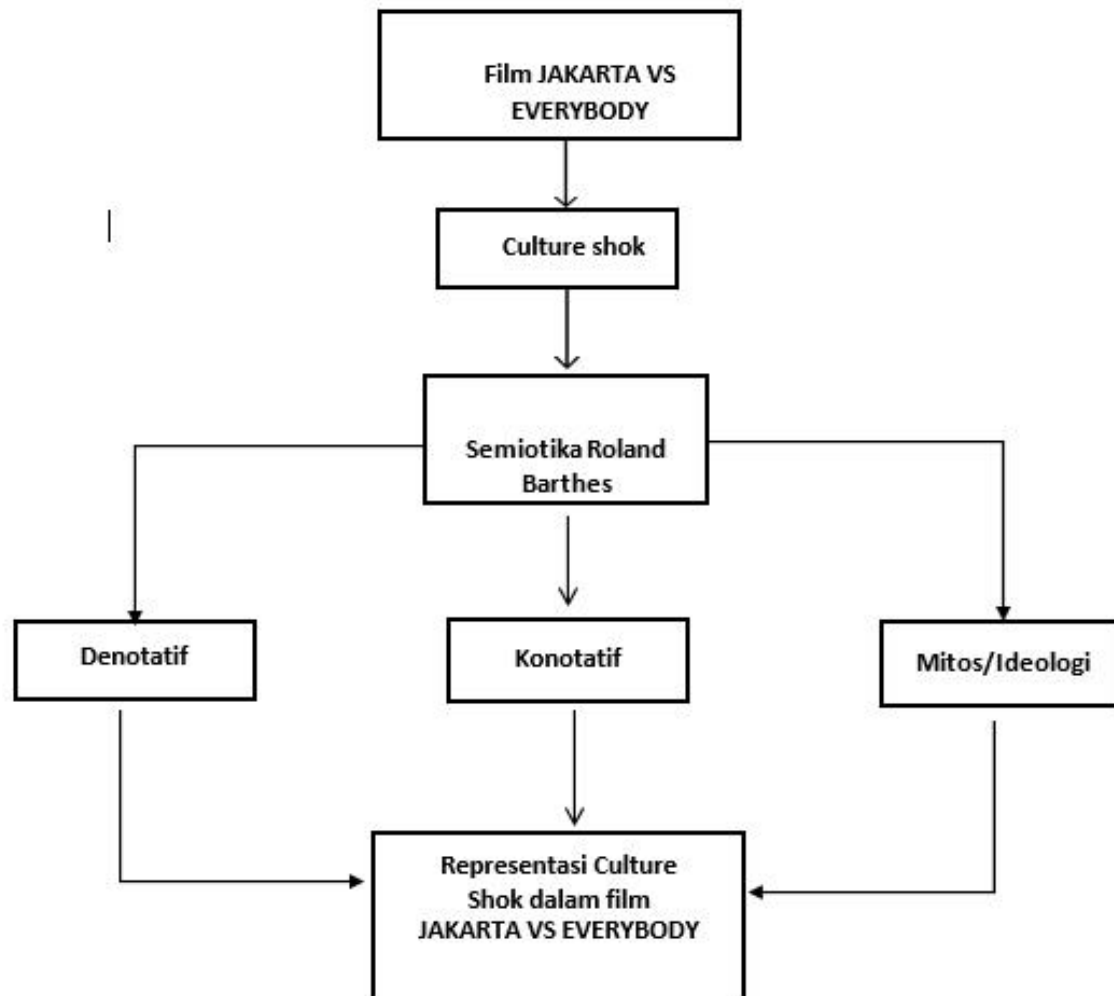 Film JAKARTA VS
EVERYBODY
Culture shok
Semiotika Roland
Barthes
Denotatif
Konotatif
Mitos/Ideologi
Representasi Culture
Shok dalam film
JAKARTA VS EVERYBODY